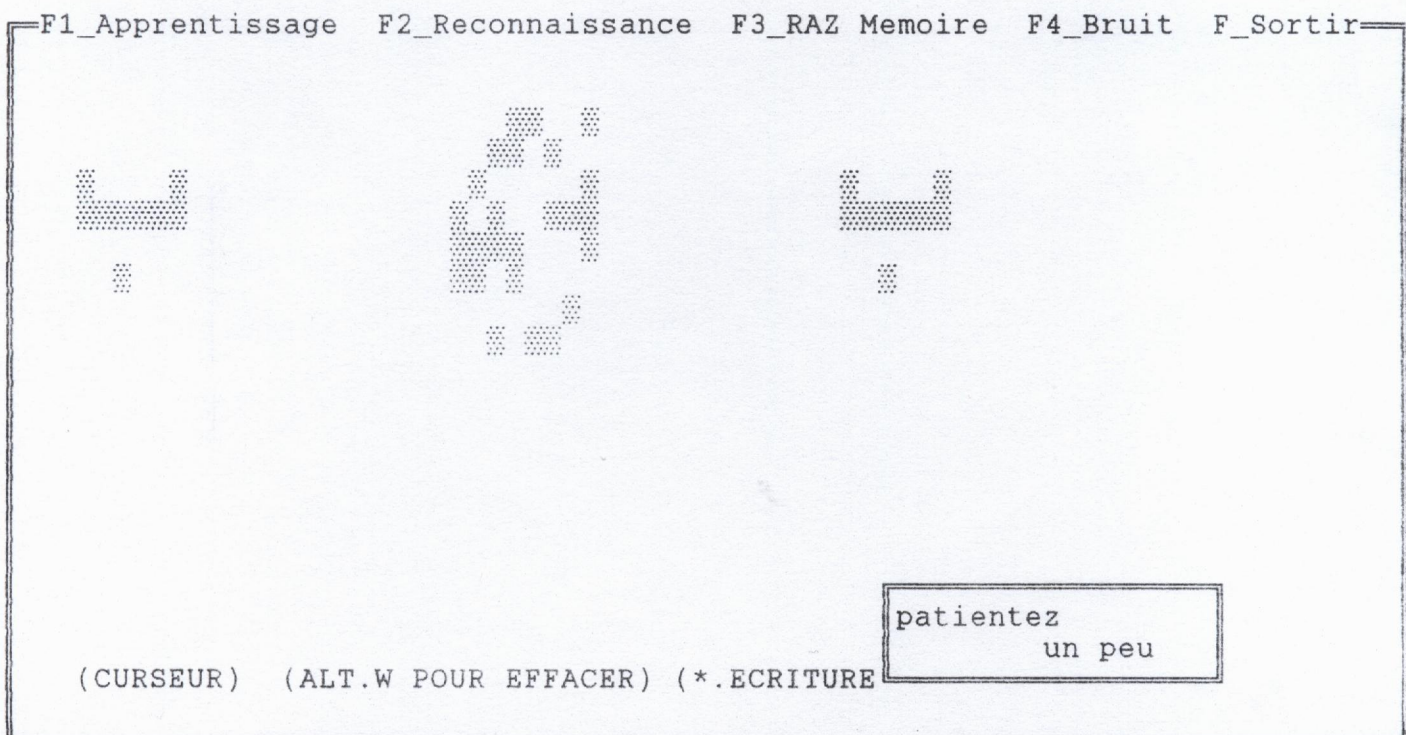 F1_Apprentissage F2_Reconnaissance F3_RAZ Memoire F4_Bruit F_Sortir
patientez
un peu
(CURSEUR) (ALT.W POUR EFFACER) (*.ECRITURE